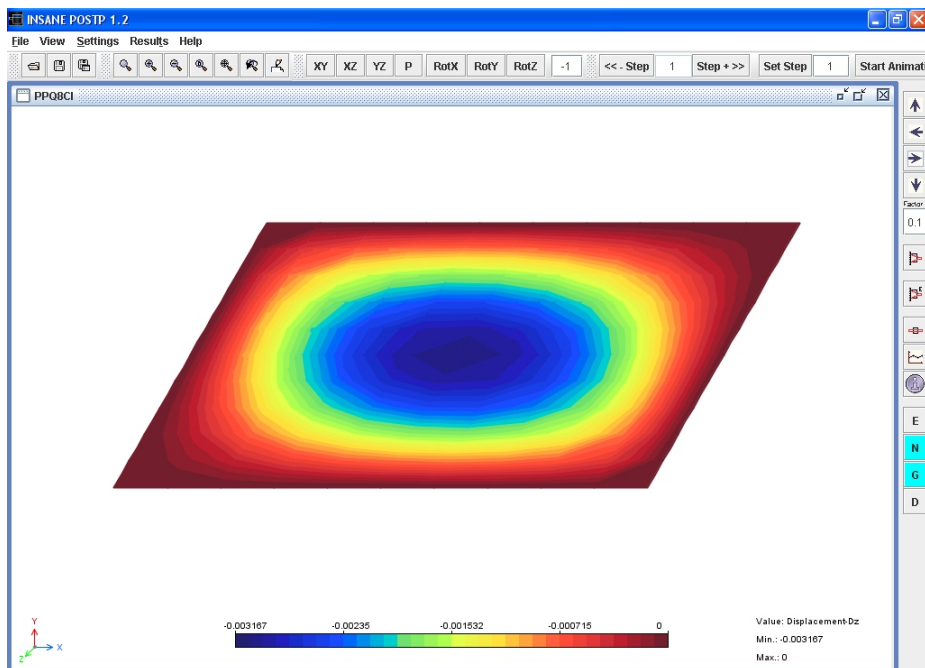 INSANE POSTP 1.2
File View Settings Results Help
XY XZ YZ P RotX RotY RotZ -1 << - Step 1 Step + >> Set Step 1 Start Animati
PPQ8CI
Factor
0.1
E
E
N
G
D
-0.003167 -0.00235 -0.001532 -0.000715 0
Value: Displacement-Dz
Min.: -0.003167
Max.: 0
Y
X
Z